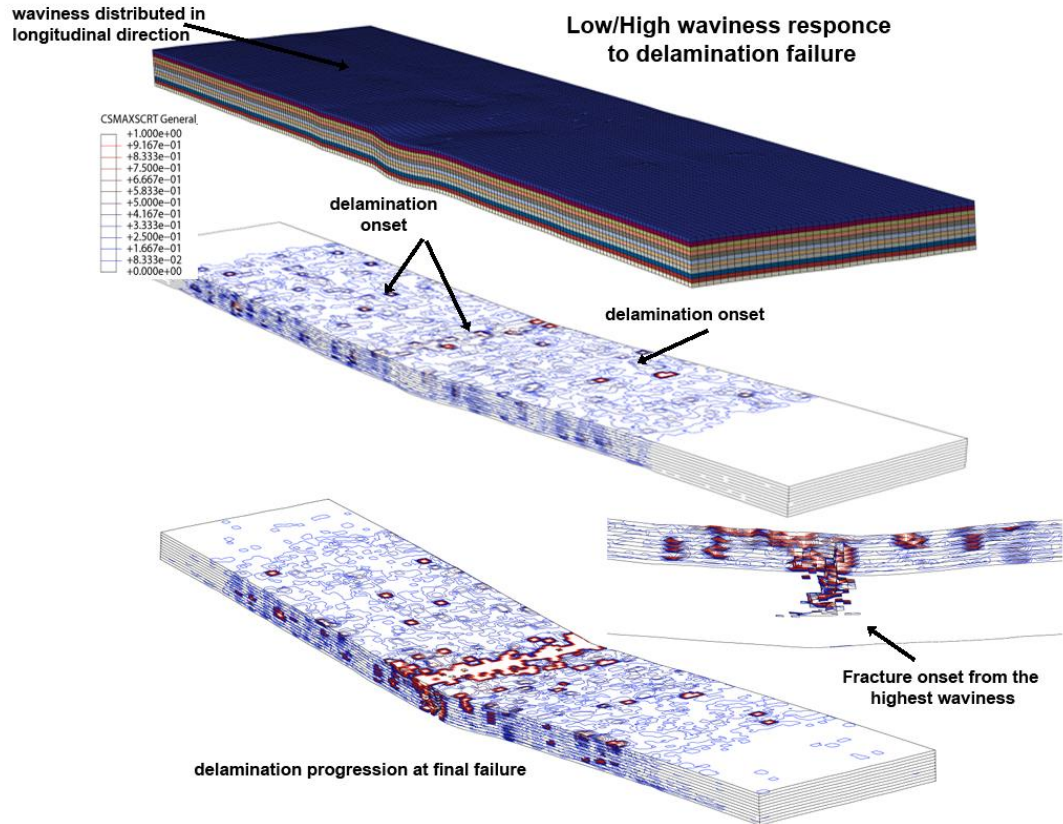 waviness distributed in
longitudinal direction
Low/High waviness responce
to delamination failure
CSMAXSCRT General
+1.000e+00
+9.167e-01
+8.333e-01
+7.500e-01
+6.667e-01
+5.833e-01
+5.000e-01
+4.167e-01
+3.333e-01
+2.500e-01
+1.667e-01
+8.333e-02
+0.000e+00
delamination
onset
delamination onset
Fracture onset from the
highest waviness
delamination progression at final failure